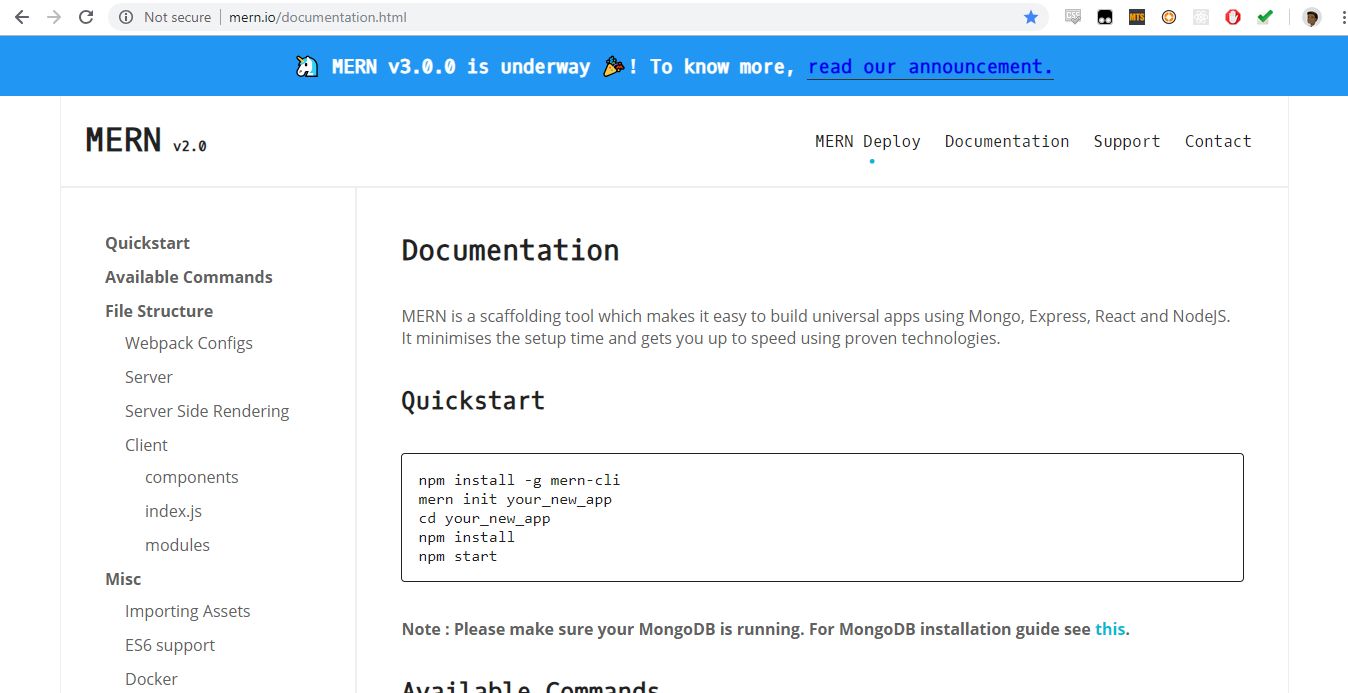 Not secure | mern.io/documentation.html
MERN v3.0.0 is underway ! To know more, read our announcement.
MERN v2.0
MERN Deploy Documentation Support Contact
Quickstart
Available Commands
File Structure
Webpack Configs
Server
Server Side Rendering
Client
components
index.js
modules
Misc
Importing Assets
ES6 support
Docker
Documentation
MERN is a scaffolding tool which makes it easy to build universal apps using Mongo, Express, React and NodeJS.
It minimises the setup time and gets you up to speed using proven technologies.
Quickstart
npm install -g mern-cli
mern init your_new_app
cd your_new_app
npm install
npm start
Note : Please make sure your MongoDB is running. For MongoDB installation guide see this.
Available Commands